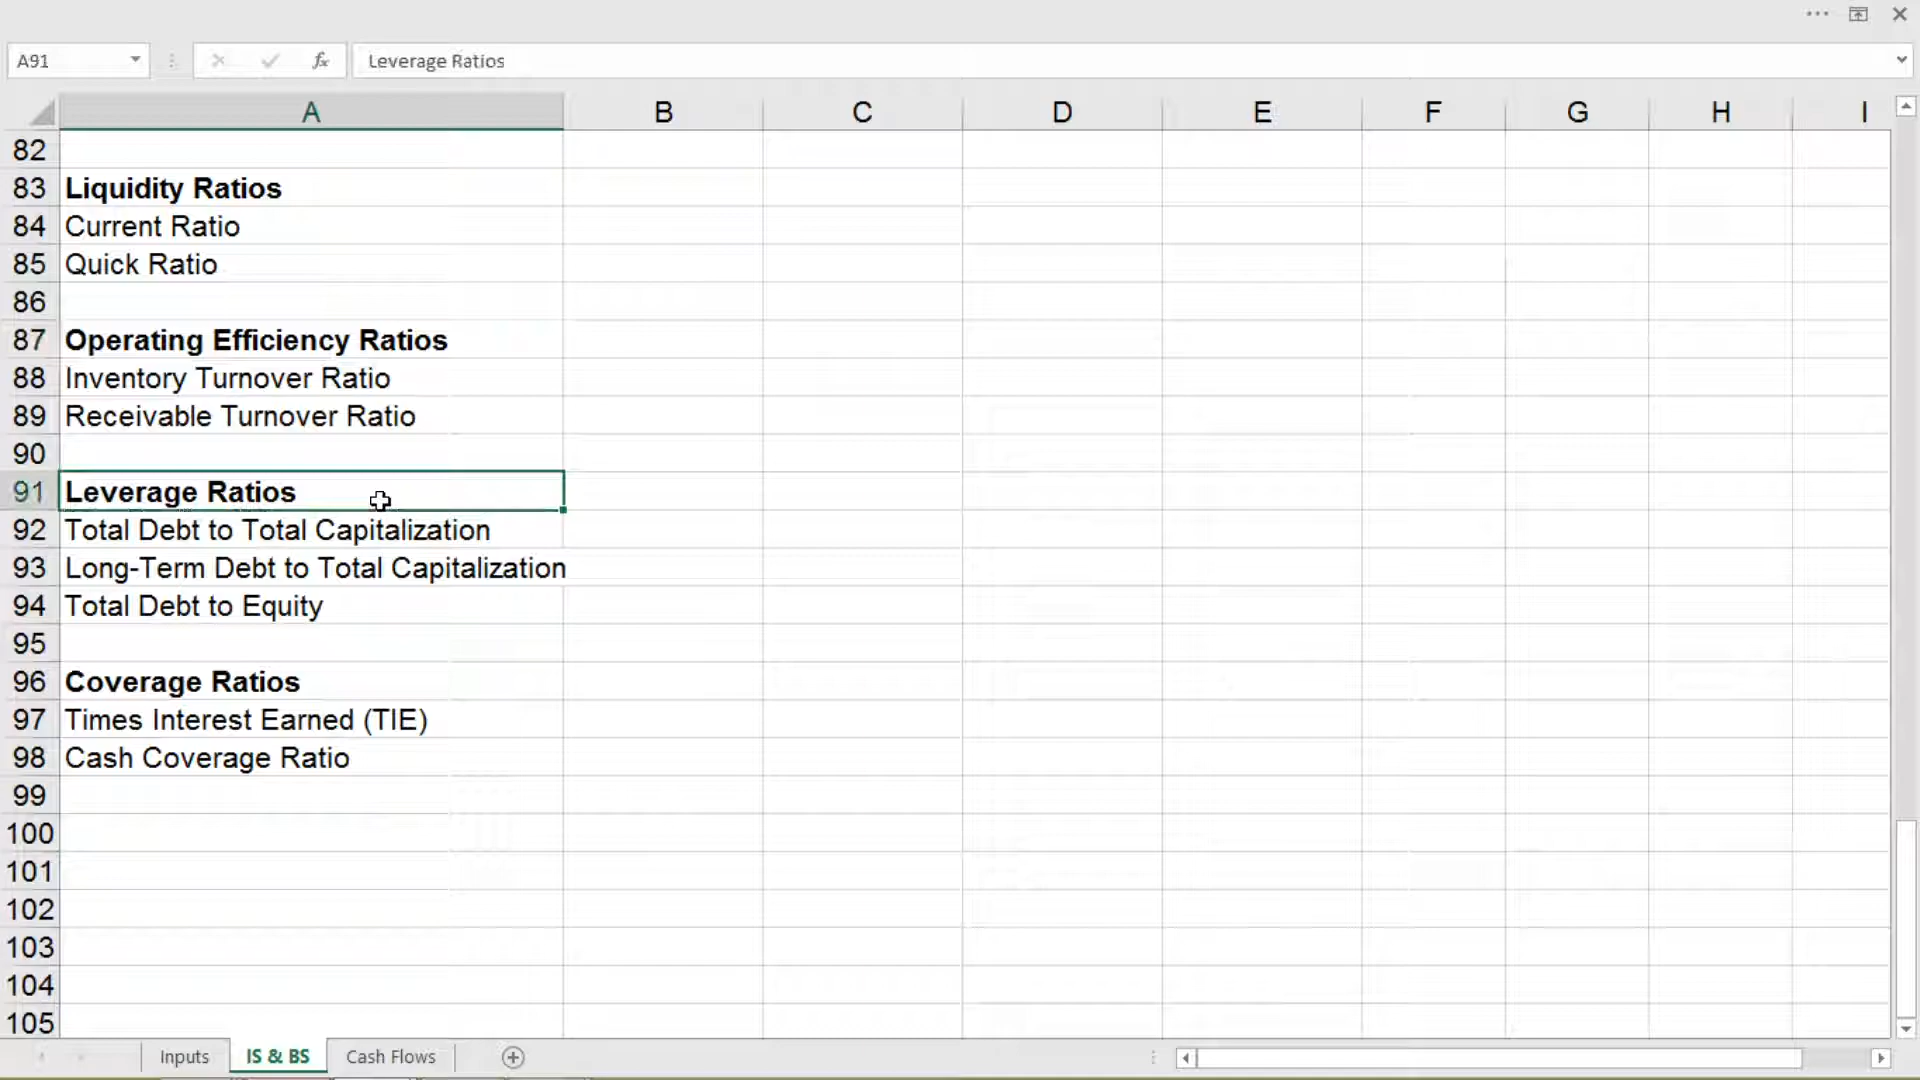 A91
fx
Leverage Ratios
A B C D E F G H I
82
83 Liquidity Ratios
84 Current Ratio
85 Quick Ratio
86
87 Operating Efficiency Ratios
88 Inventory Turnover Ratio
89 Receivable Turnover Ratio
90
91 Leverage Ratios
92 Total Debt to Total Capitalization
93 Long-Term Debt to Total Capitalization
94 Total Debt to Equity
95
96 Coverage Ratios
97 Times Interest Earned (TIE)
98 Cash Coverage Ratio
99
100
101
102
103
104
105
Inputs IS & BS Cash Flows